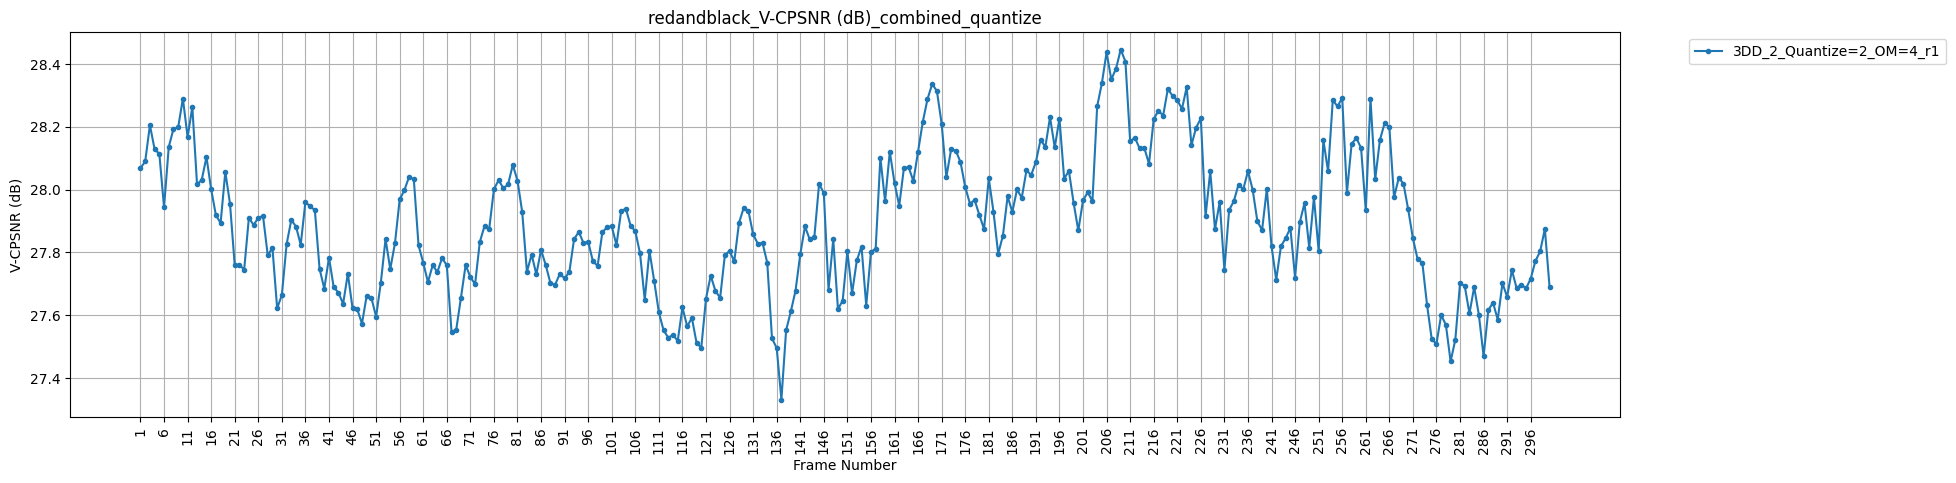 redandblack_V-CPSNR (dB)_combined_quantize
3DD_2_Quantize=2_OM=4_r1
V-CPSNR (dB)
28.4
28.2
28.0
27.8
27.6
27.4
1 6 11 16 21 26 31 36 41 46 51 56 61 66 71 76 81 86 91 96 101 106 111 116 121 126 131 136 141 146 151 156 161 166 171 176 181 186 191 196 201 206 211 216 221 226 231 236 241 246 251 256 261 266 271 276 281 286 291 296
Frame Number